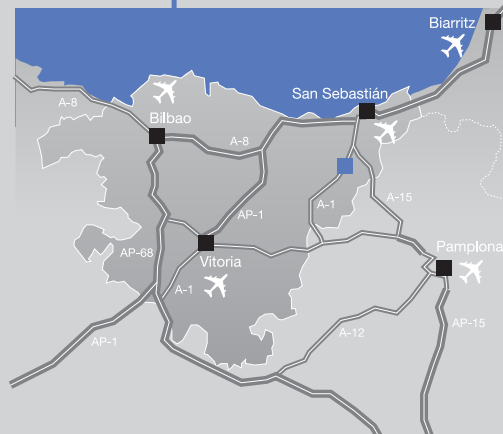 Biarritz
San Sebastián
A-8
Bilbao
A-8
A-15
A-1
AP-1
AP-68
Vitoria
Pamplona
A-1
AP-15
A-12
AP-1